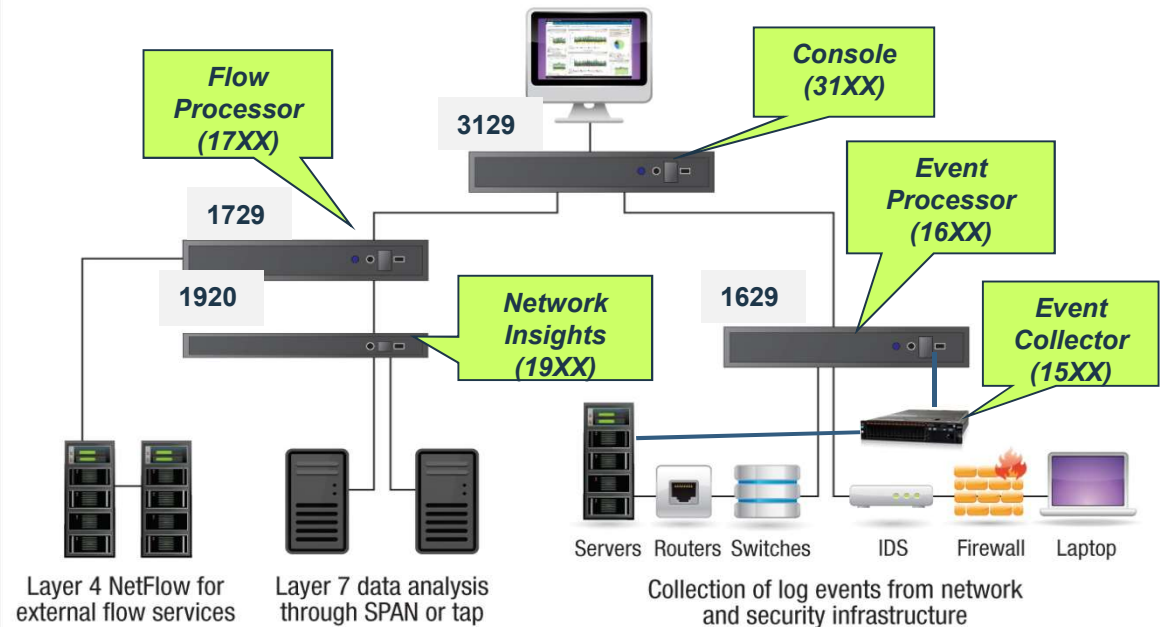 Flow
Processor
(17XX)
Console
(31XX)
3129
Event
Processor
(16XX)
1729
1920
Network
Insights
(19XX)
1629
Event
Collector
(15XX)
Servers Routers Switches IDS Firewall Laptop
Layer 4 NetFlow for
external flow services
Layer 7 data analysis
through SPAN or tap
Collection of log events from network
and security infrastructure